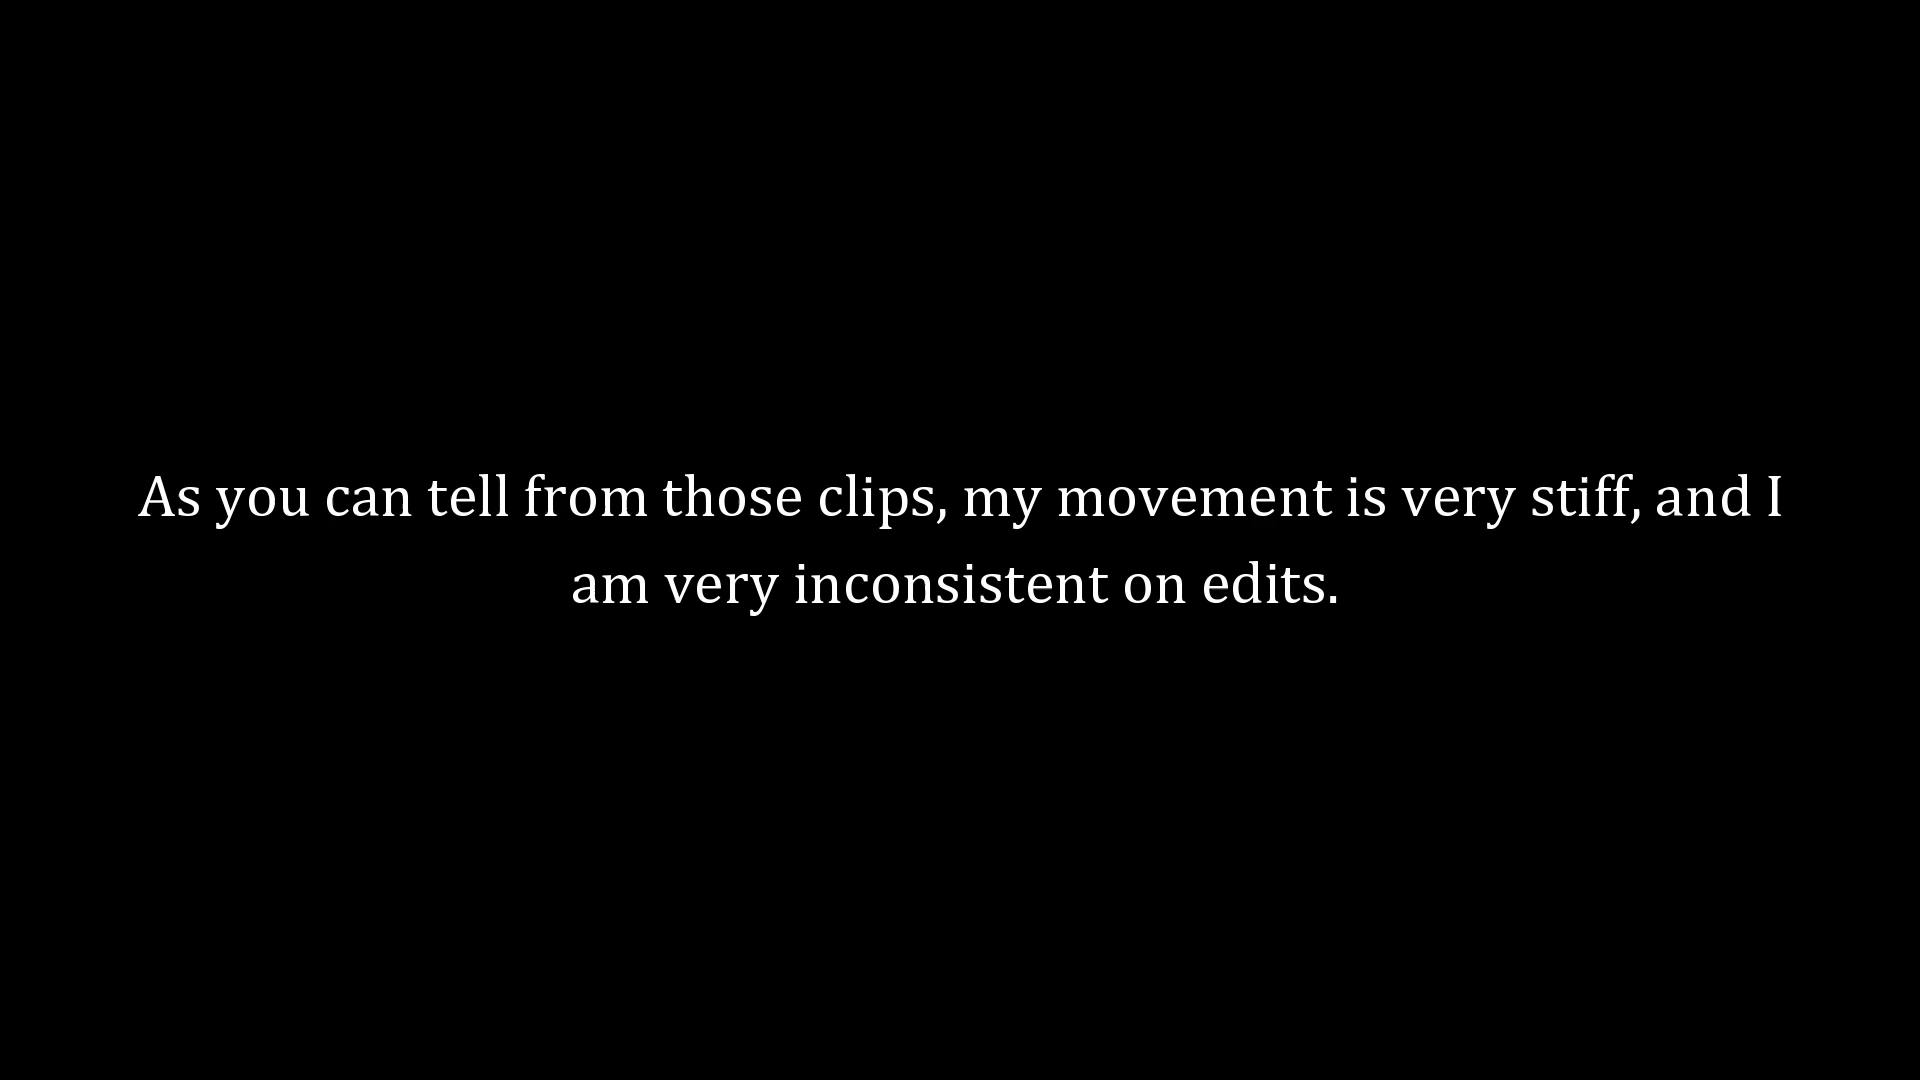 As you can tell from those clips, my movement is very stiff, and I
am very inconsistent on edits.